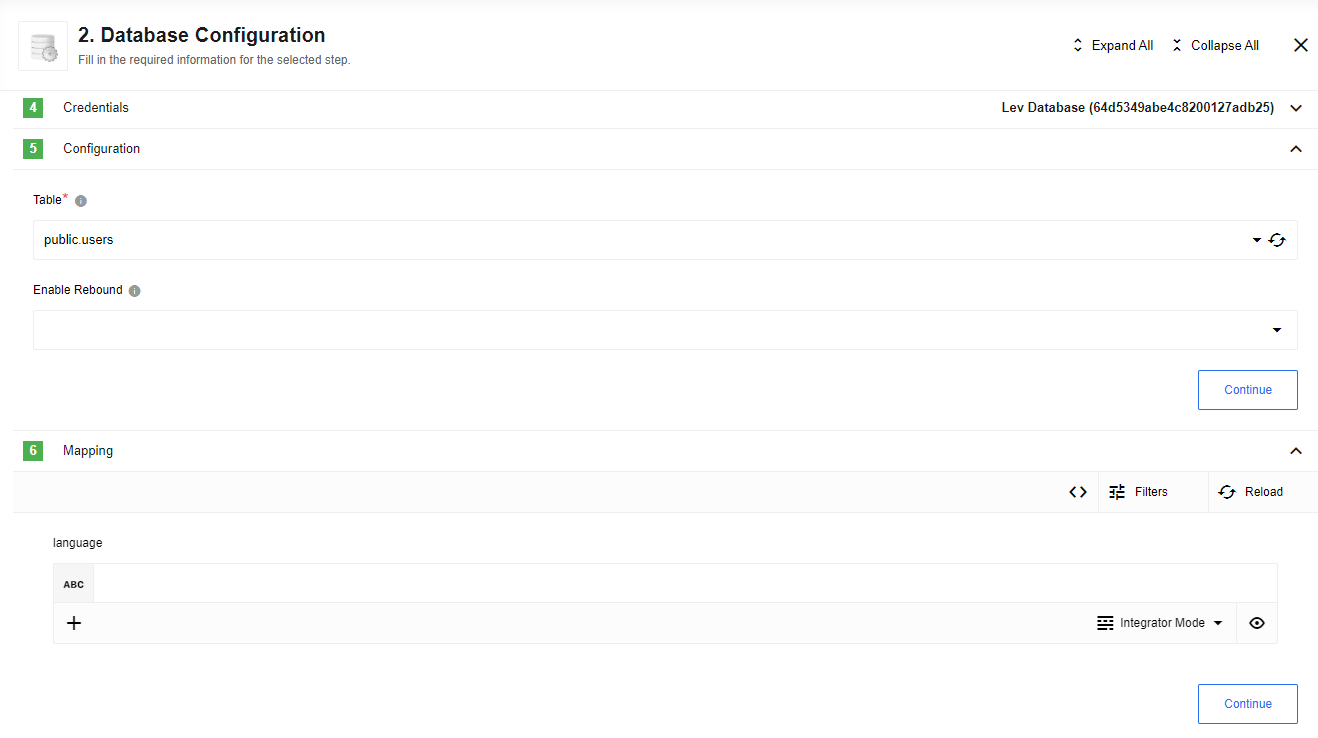 2. Database Configuration
Fill in the required information for the selected step.
Expand All
Collapse All
4 Credentials Lev Database (64d5349abe4c8200127adb25)
5 Configuration
Table*
public.users
Enable Rebound
Continue
6 Mapping
Filters Reload
language
ABC
Integrator Mode
Continue